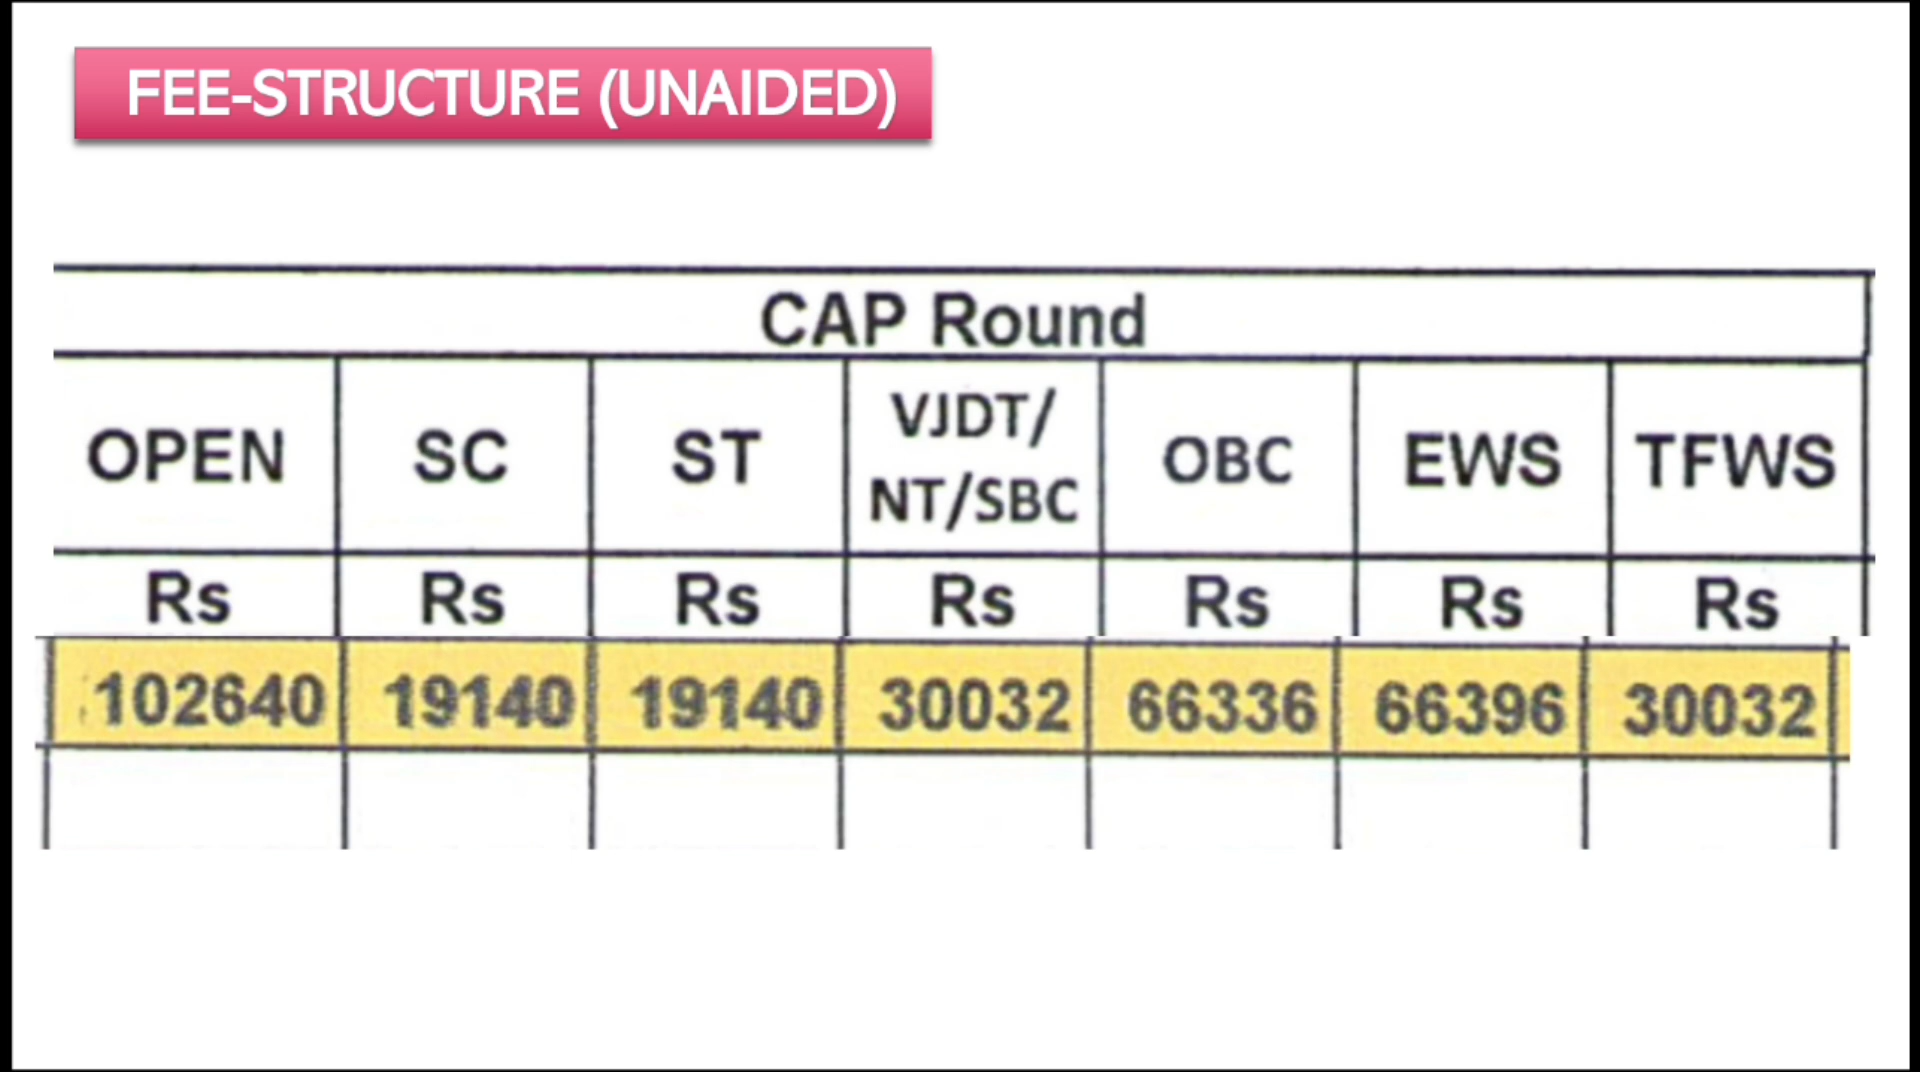 FEE-STRUCTURE (UNAIDED)
CAP Round
OPEN SC ST VJDT/ NT/SBC OBC EWS TFWS
Rs Rs Rs Rs Rs Rs Rs
102640 19140 19140 30032 66336 66396 30032